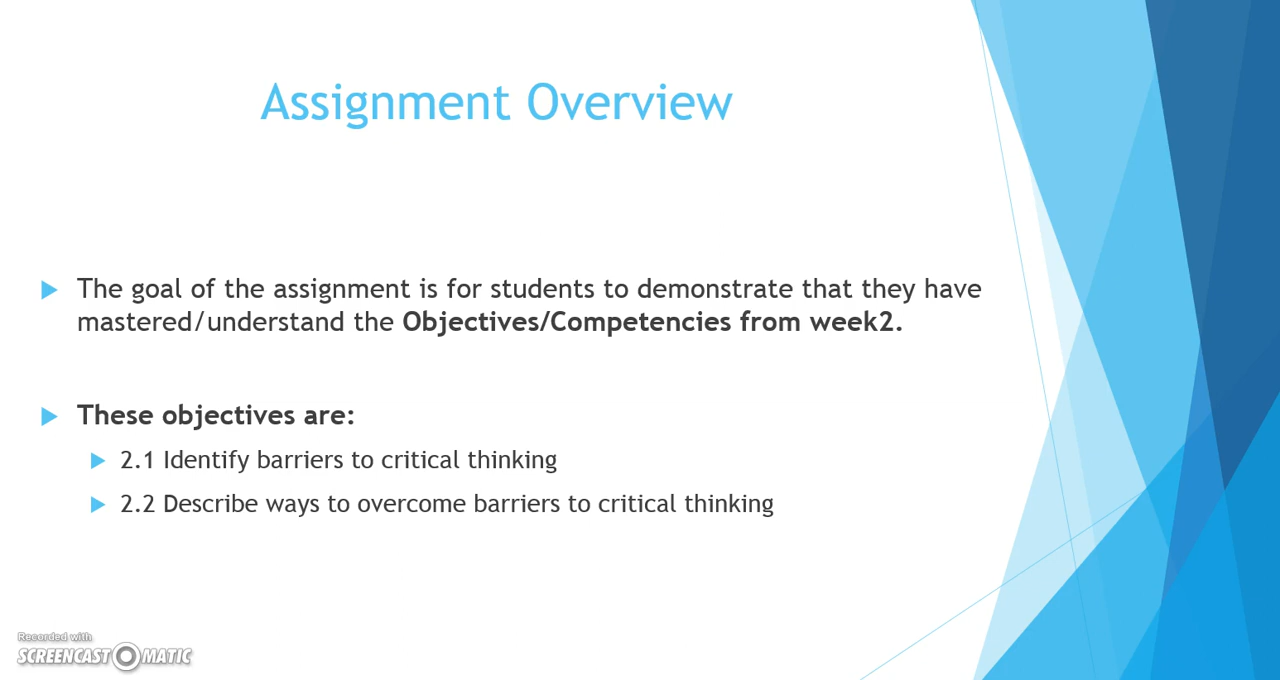 Assignment Overview
The goal of the assignment is for students to demonstrate that they have
mastered/understand the Objectives/Competencies from week2.
These objectives are:
2.1 Identify barriers to critical thinking
2.2 Describe ways to overcome barriers to critical thinking
Recorded with
SCREENCAST MATIC